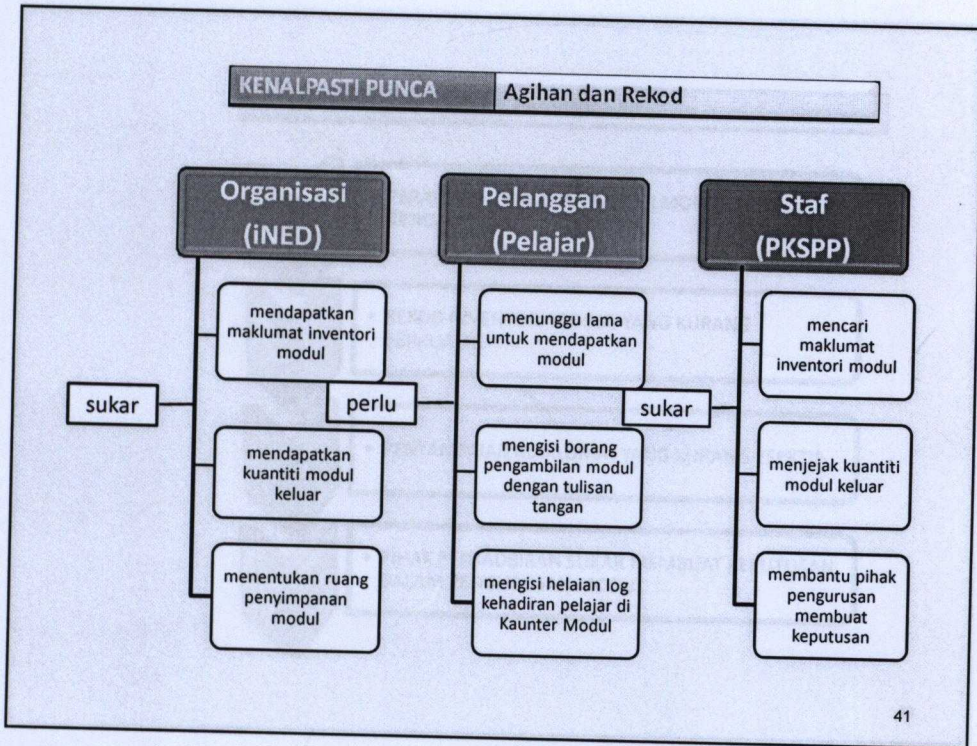 KENALPASTI PUNCA Agihan dan Rekod
Organisasi
(iNED)
sukar
mendapatkan
maklumat inventori
modul
mendapatkan
kuantiti modul
keluar
menentukan ruang
penyimpanan
modul
Pelanggan
(Pelajar)
perlu
menunggu lama
untuk mendapatkan
modul
mengisi borang
pengambilan modul
dengan tulisan
tangan
mengisi helaian log
kehadiran pelajar di
Kaunter Modul
Staf
(PKSPP)
sukar
mencari
maklumat
inventori modul
menjejak kuantiti
modul keluar
membantu pihak
pengurusan
membuat
keputusan
41